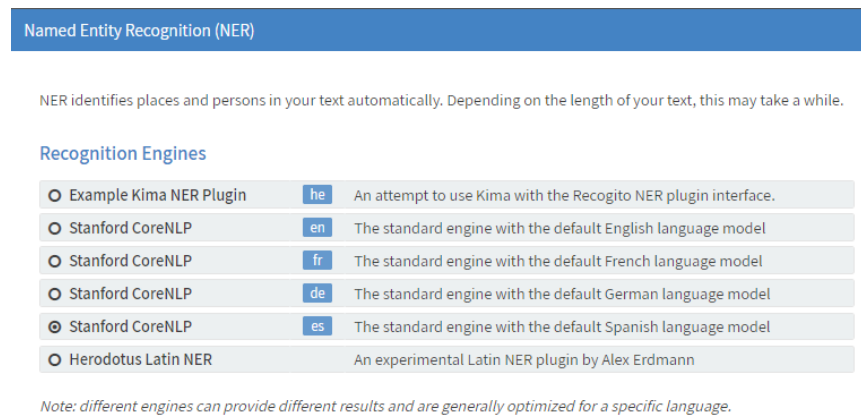 Named Entity Recognition (NER)
NER identifies places and persons in your text automatically. Depending on the length of your text, this may take a while.
Recognition Engines
Example Kima NER Plugin he An attempt to use Kima with the Recogito NER plugin interface.
Stanford CoreNLP en The standard engine with the default English language model
Stanford CoreNLP fr The standard engine with the default French language model
Stanford CoreNLP de The standard engine with the default German language model
Stanford CoreNLP es The standard engine with the default Spanish language model
Herodotus Latin NER An experimental Latin NER plugin by Alex Erdmann
Note: different engines can provide different results and are generally optimized for a specific language.